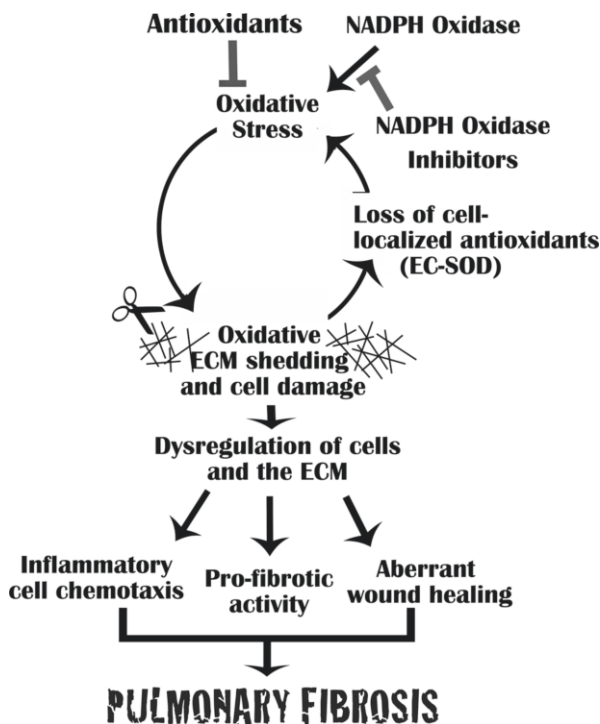 Antioxidants
NADPH Oxidase
Oxidative
Stress
NADPH Oxidase
Inhibitors
Loss of cell-
localized antioxidants
(EC-SOD)
Oxidative
ECM shedding
and cell damage
Dysregulation of cells
and the ECM
Inflammatory
cell chemotaxis
Pro-fibrotic
activity
Aberrant
wound healing
PULMONARY FIBROSIS